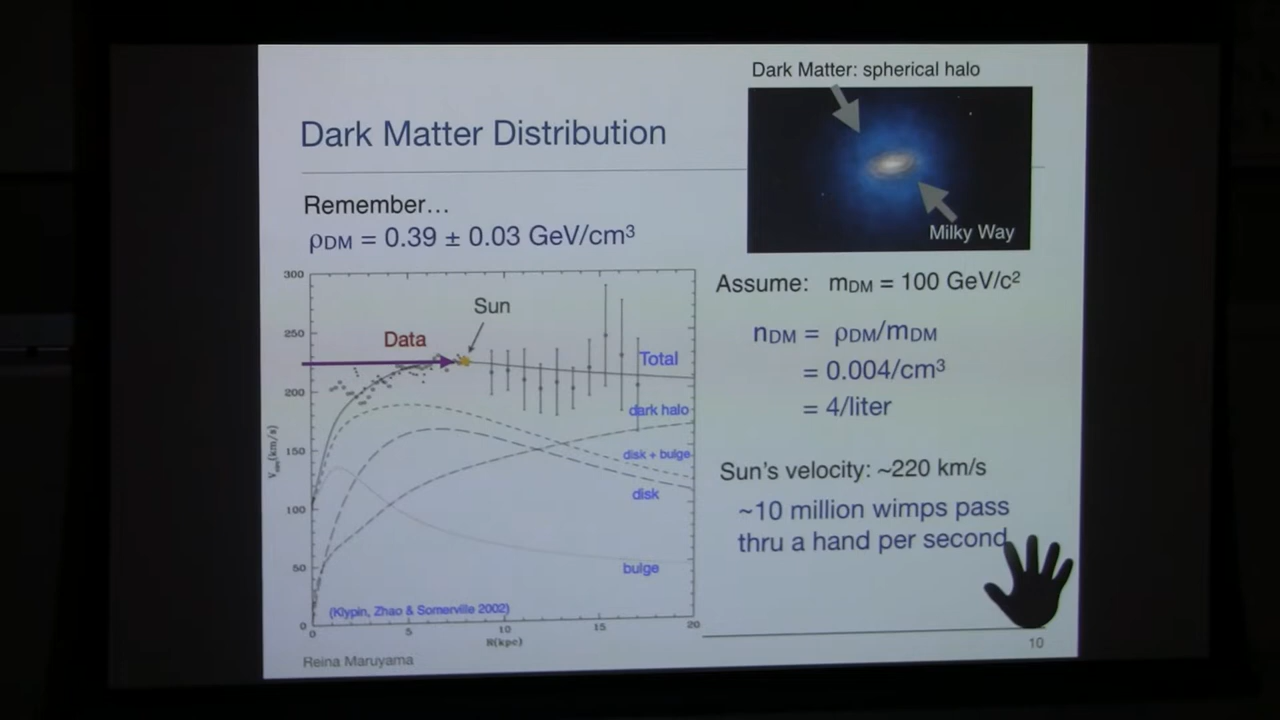 Dark Matter: spherical halo
Dark Matter Distribution
Milky Way
Remember…
ρDM = 0.39 ± 0.03 GeV/cm³
Assume: mDM = 100 GeV/c²
nDM = ρDM/mDM
= 0.004/cm³
= 4/liter
Sun's velocity: ~220 km/s
~10 million wimps pass
thru a hand per second
300
250
200
150
100
50
0
Sun
Data
Total
dark halo
disk + bulge
disk
bulge
(Klypin, Zhao & Somerville 2002)
0
5
10
15
20
R(kpc)
Reina Maruyama
10